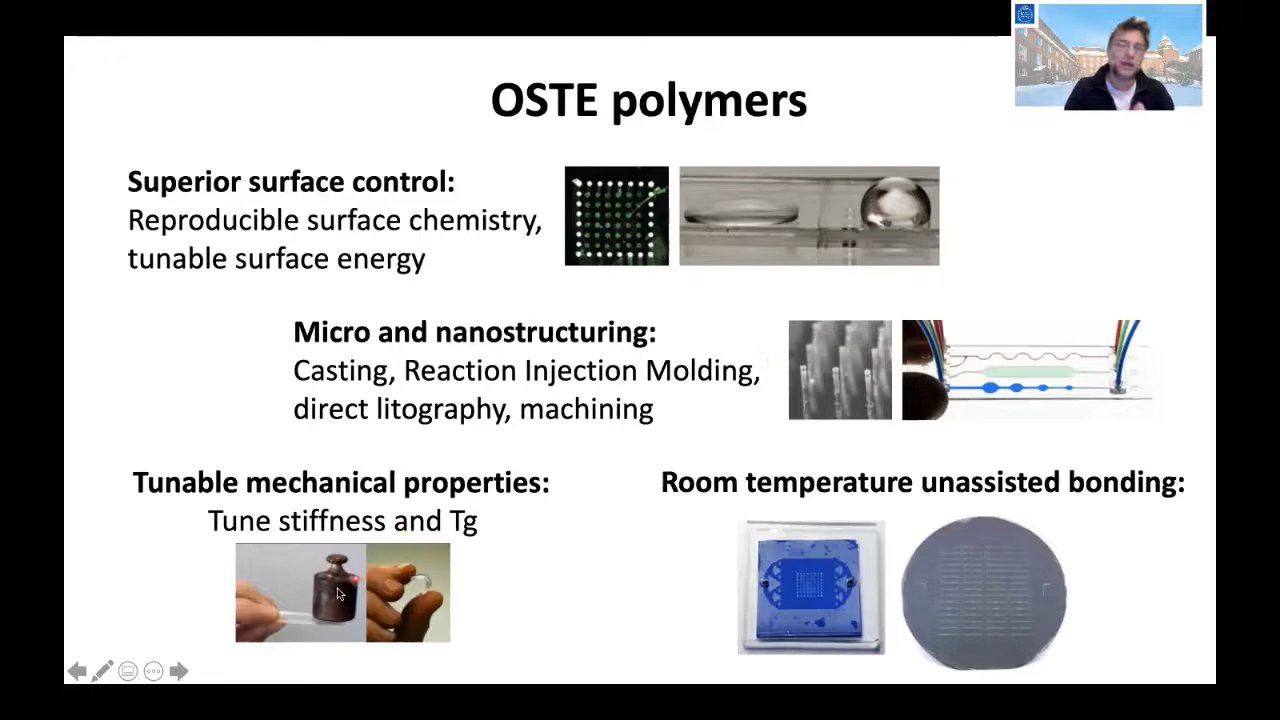 OSTE polymers
Superior surface control:
Reproducible surface chemistry,
tunable surface energy
Micro and nanostructuring:
Casting, Reaction Injection Molding,
direct litography, machining
Tunable mechanical properties:
Tune stiffness and Tg
Room temperature unassisted bonding: